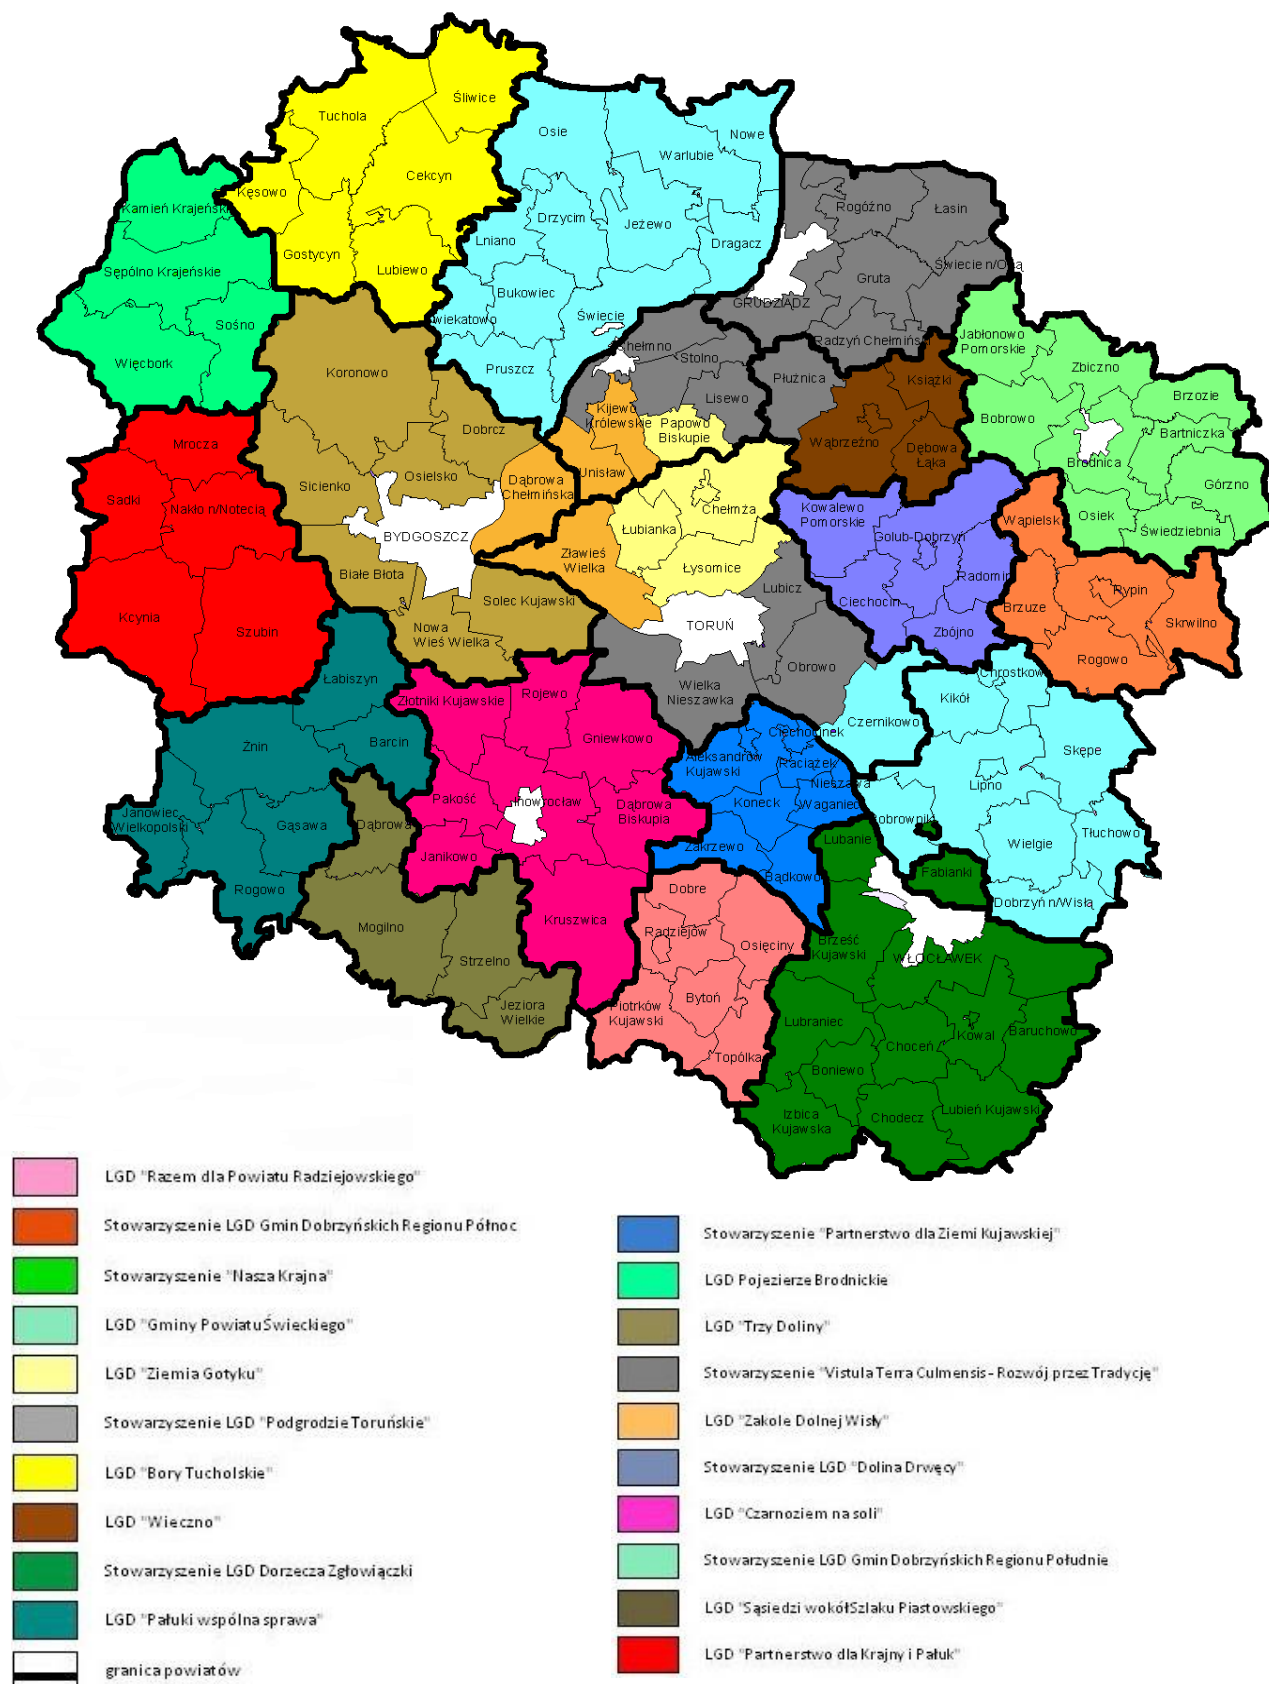 Śliwice
Tuchola
Osie
Nowe
Warlubie
Cekcyn
Kęsowo
Kamień Krajeński
Rogóźno
Łasin
Drzycim
Jeżewo
Lniano
Dragacz
Gostycyn
Lubiewo
Sępólno Krajeńskie
Świecie n/Osą
Gruta
Bukowiec
GRUDZIĄDZ
Świecie
wiekatowo
Sośno
Więcbork
Radzyń Chełmiński
Jabłonowo
Pomorskie
Chełmno
Stolno
Pruszcz
Koronowo
Płużnica
Książki
Zbiczno
Brzozie
Lisewo
Kijewo
Królewskie
Papowo
Biskupie
Bobrowo
Bartniczka
Dobrcz
Mrocza
Wąbrzeźno
Dębowa
Łąka
Brodnica
Unisław
Osielsko
Sicienko
Dąbrowa
Chełmińska
Górzno
Sadki
Nakło n/Notecią
Chełmża
Kowalewo
Pomorskie
Osiek
Wąpielsk
Świedziebnia
Łubianka
BYDGOSZCZ
Golub-Dobrzyń
Zławieś
Wielka
Łysomice
Białe Błota
Radomin
Lubicz
Rypin
Solec Kujawski
Ciechocin
Brzuze
Kcynia
Skrwilno
Szubin
Nowa
Wieś Wielka
TORUŃ
Zbójno
Rogowo
Obrowo
Łabiszyn
Wielka
Nieszawka
Chrostkow
Złotniki Kujawskie
Rojewo
Kikół
Czernikowo
Żnin
Barcin
Gniewkowo
Ciechocinek
Aleksandrów
Kujawski
Raciążek
Skępe
Nieszawa
Lipno
Pakość
Inowrocław
Dąbrowa
Biskupia
Koneck
Waganiec
Janowiec
Wielkopolski
Gąsawa
Dąbrowa
obrowniki
Tłuchowo
Lubanie
Wielgie
Zakrzewo
Janikowo
Fabianki
Bądkowo
Rogowo
Dobre
Dobrzyń n/Wisłą
Kruszwica
Mogilno
Radziejów
Osięciny
Brześć
Kujawski
WŁOCŁAWEK
Strzelno
Bytoń
Jeziora
Wielkie
Piotrków
Kujawski
Lubraniec
Baruchowo
Kowal
Choceń
Topólka
Boniewo
Izbica
Kujawska
Chodecz
Lubień Kujawski
LGD "Razem dla Powiatu Radziejowskiego"
Stowarzyszenie LGD Gmin Dobrzyńskich Regionu Północ
Stowarzyszenie "Nasza Krajna"
LGD "Gminy Powiatu Świeckiego"
LGD "Ziemia Gotyku"
Stowarzyszenie LGD "Podgrodzie Toruńskie"
LGD "Bory Tucholskie"
LGD "Wieczno"
Stowarzyszenie LGD Dorzecza Zgłowiączki
LGD "Pałuki wspólna sprawa"
granica powiatów
Stowarzyszenie "Partnerstwo dla Ziemi Kujawskiej"
LGD Pojezierze Brodnickie
LGD "Trzy Doliny"
Stowarzyszenie "Vistula Terra Culmensis - Rozwój przez Tradycję"
LGD "Zakole Dolnej Wisły"
Stowarzyszenie LGD "Dolina Drwęcy"
LGD "Czarnoziem na soli"
Stowarzyszenie LGD Gmin Dobrzyńskich Regionu Południe
LGD "Sąsiedzi wokół Szlaku Piastowskiego"
LGD "Partnerstwo dla Krajny i Pałuk"